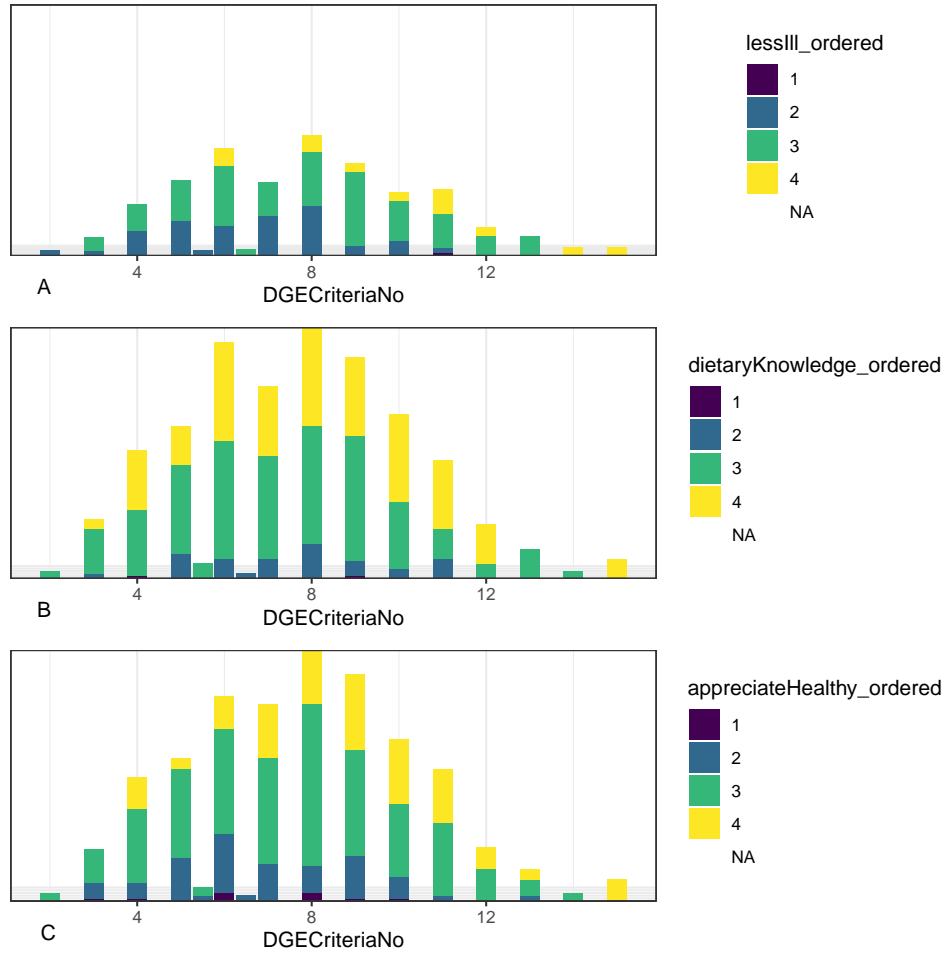 lessIll_ordered
1
2
3
4
NA
4 8 12
A
DGECriteriaNo
dietaryKnowledge_ordered
1
2
3
4
NA
4 8 12
B
DGECriteriaNo
appreciateHealthy_ordered
1
2
3
4
NA
4 8 12
C
DGECriteriaNo